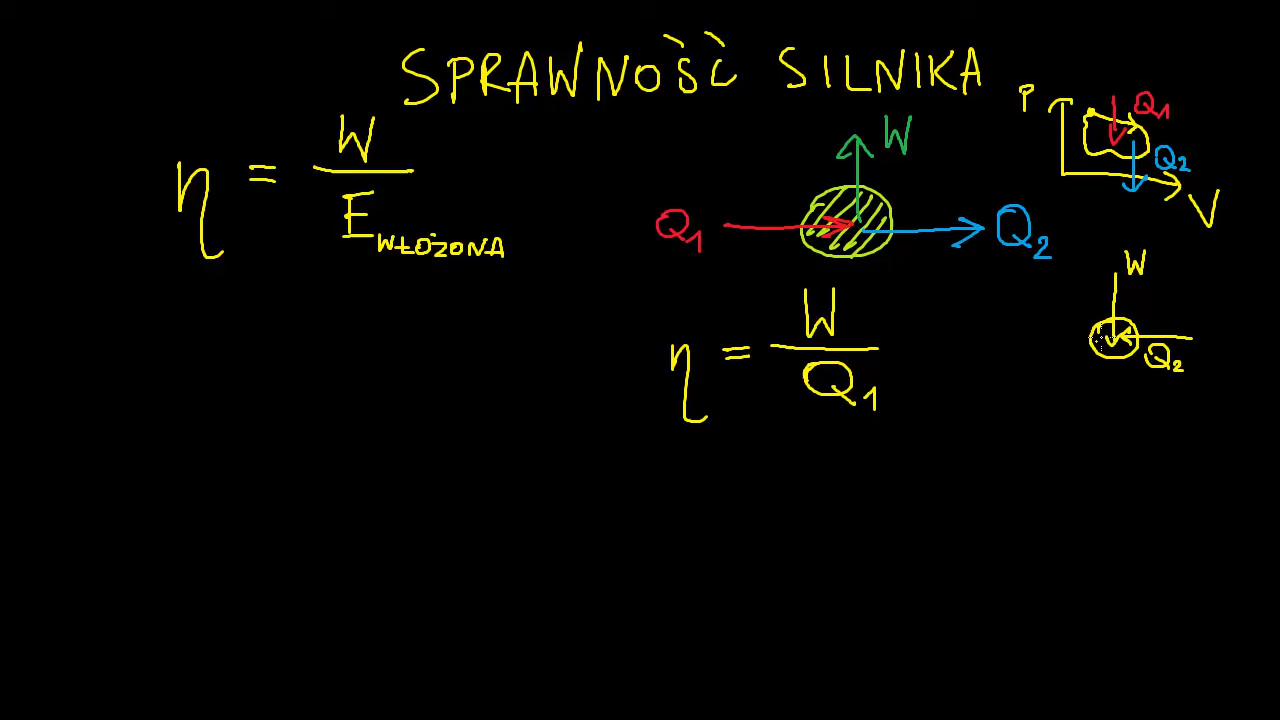 SPRAWNOŚĆ SILNIKA
η = W / E WŁOŻONA
Q1 W Q2
P Q1 Q2 V
η = W / Q1
W Q2